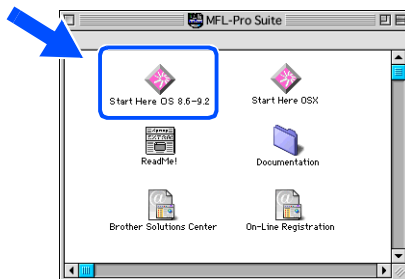 MFL-Pro Suite
Start Here OS 8.6-9.2
Start Here OSX
ReadMe!
Documentation
Brother Solutions Center
On-Line Registration